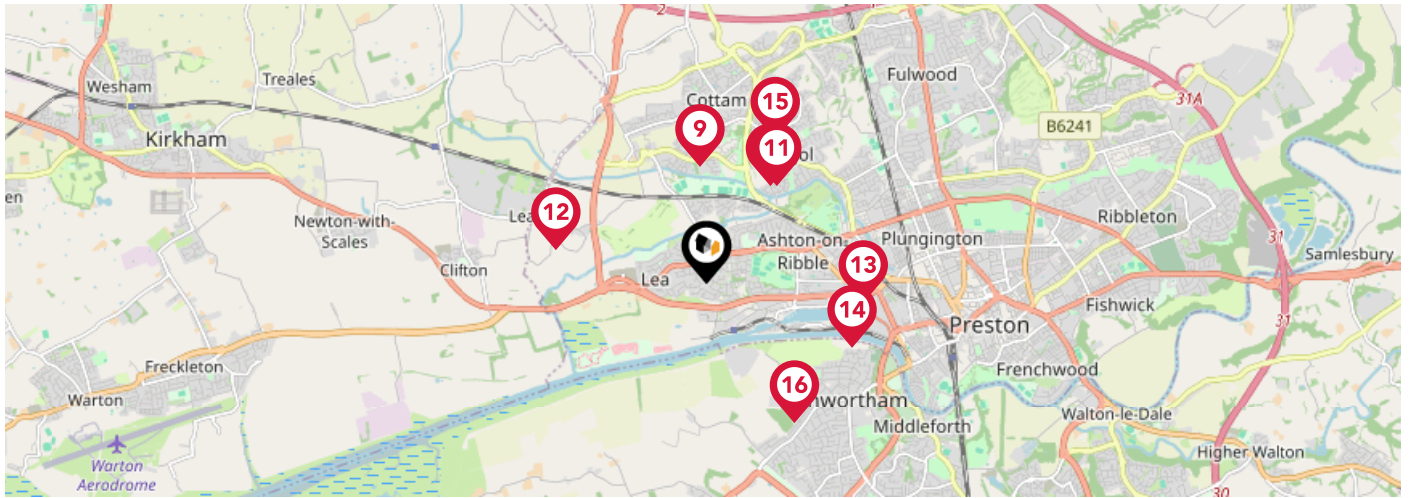 2
Fulwood
Treales
Wesham
31A
Cottam
15
B6241
9
Kirkham
11
ol
en
12
Lea
Newton-with-
Scales
Ribbleton
Ashton-on-
Ribble
Plungington
31
Samlesbury
Clifton
Lea
13
14
Fishwick
Preston
31
Freckleton
Frenchwood
16
nwortham
Warton
Walton-le-Dale
Middleforth
Higher Walton
Warton
Aerodrome
30